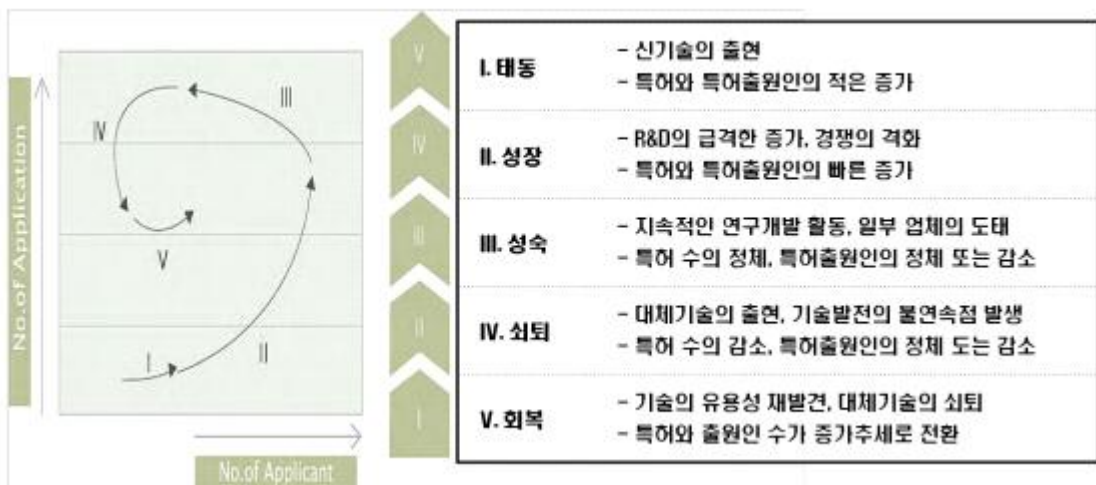 No.of Application
I
II
III
IV
V
No.of Applicant
V
IV
III
II
I
I. 태동
- 신기술의 출현
- 특허와 특허출원인의 적은 증가
II. 성장
- R&D의 급격한 증가, 경쟁의 격화
- 특허와 특허출원인의 빠른 증가
III. 성숙
- 지속적인 연구개발 활동, 일부 업체의 도태
- 특허 수의 정체, 특허출원인의 정체 또는 감소
IV. 쇠퇴
- 대체기술의 출현, 기술발전의 불연속점 발생
- 특허 수의 감소, 특허출원인의 정체 도는 감소
V. 회복
- 기술의 유용성 재발견, 대체기술의 쇠퇴
- 특허와 출원인 수가 증가추세로 전환